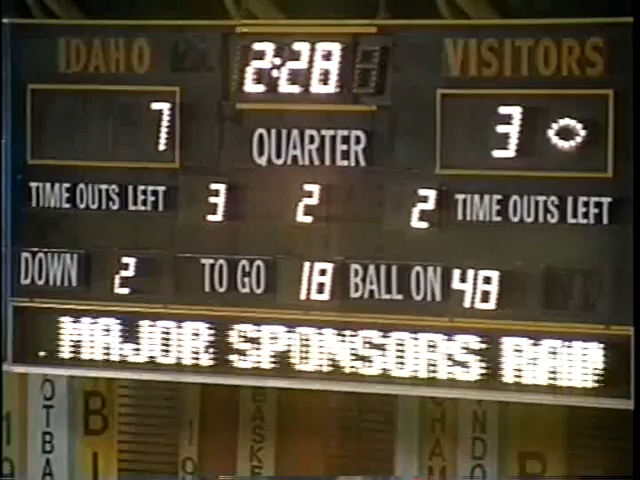 IDAHO 2:28 VISITORS
7 3
QUARTER
TIME OUTS LEFT 3 2 2 TIME OUTS LEFT
DOWN 2 TO GO 18 BALL ON 48
MAJOR SPONSORS